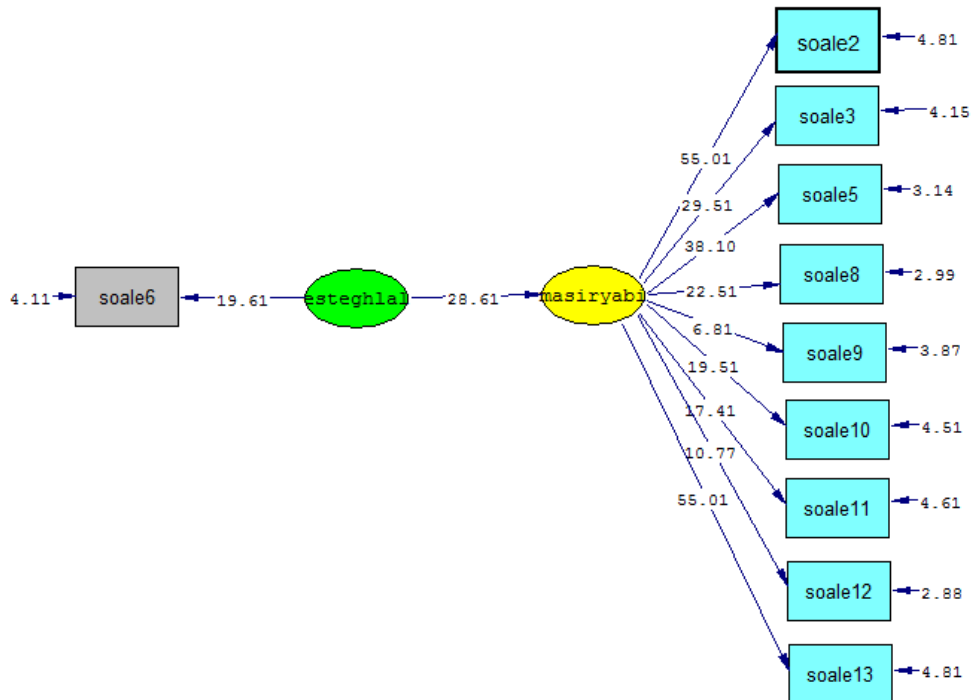 soale2
4.81
soale3
4.15
55.01
29.51
soale5
3.14
38.10
soale8
2.99
4.11
soale6
19.61
esteghlal
28.61
masiryabi
22.51
6.81
soale9
3.87
19.51
17.41
soale10
4.51
10.77
55.01
soale11
4.61
soale12
2.88
soale13
4.81